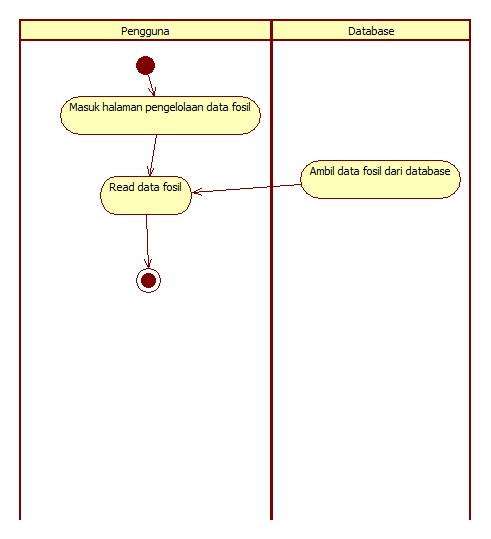 Pengguna
Database
Masuk halaman pengelolaan data fosil
Read data fosil
Ambil data fosil dari database